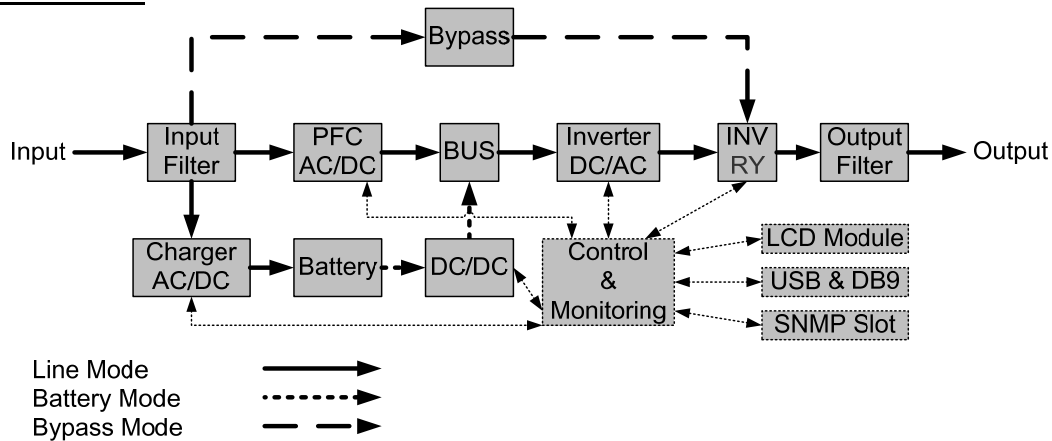 Bypass
Input
Input
Filter
PFC
AC/DC
BUS
Inverter
DC/AC
INV
RY
Output
Filter
Output
Charger
AC/DC
Battery
DC/DC
Control
&
Monitoring
LCD Module
USB & DB9
SNMP Slot
Line Mode
Battery Mode
Bypass Mode